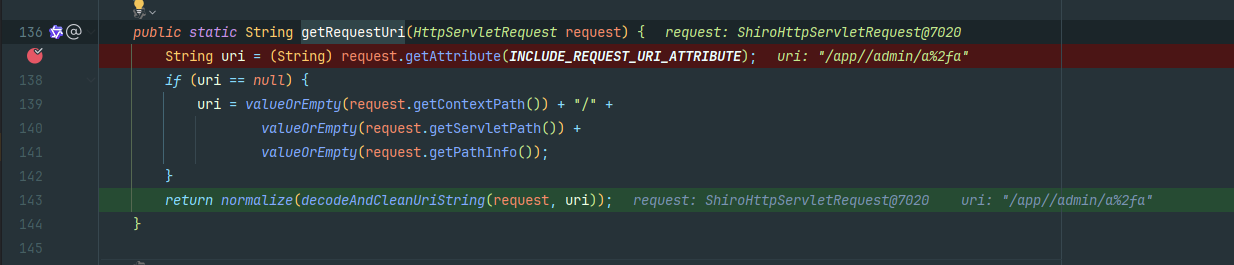 136 @ public static String getRequestUri(HttpServletRequest request) { request: ShiroHttpServletRequest@7020
String uri = (String) request.getAttribute(INCLUDE_REQUEST_URI_ATTRIBUTE); uri: "/app//admin/a%2fa"
138 if (uri == null) {
139 uri = valueOrEmpty(request.getContextPath()) + "/" +
140 valueOrEmpty(request.getServletPath()) +
141 valueOrEmpty(request.getPathInfo());
142 }
143 return normalize(decodeAndCleanUriString(request, uri)); request: ShiroHttpServletRequest@7020 uri: "/app//admin/a%2fa"
144 }
145